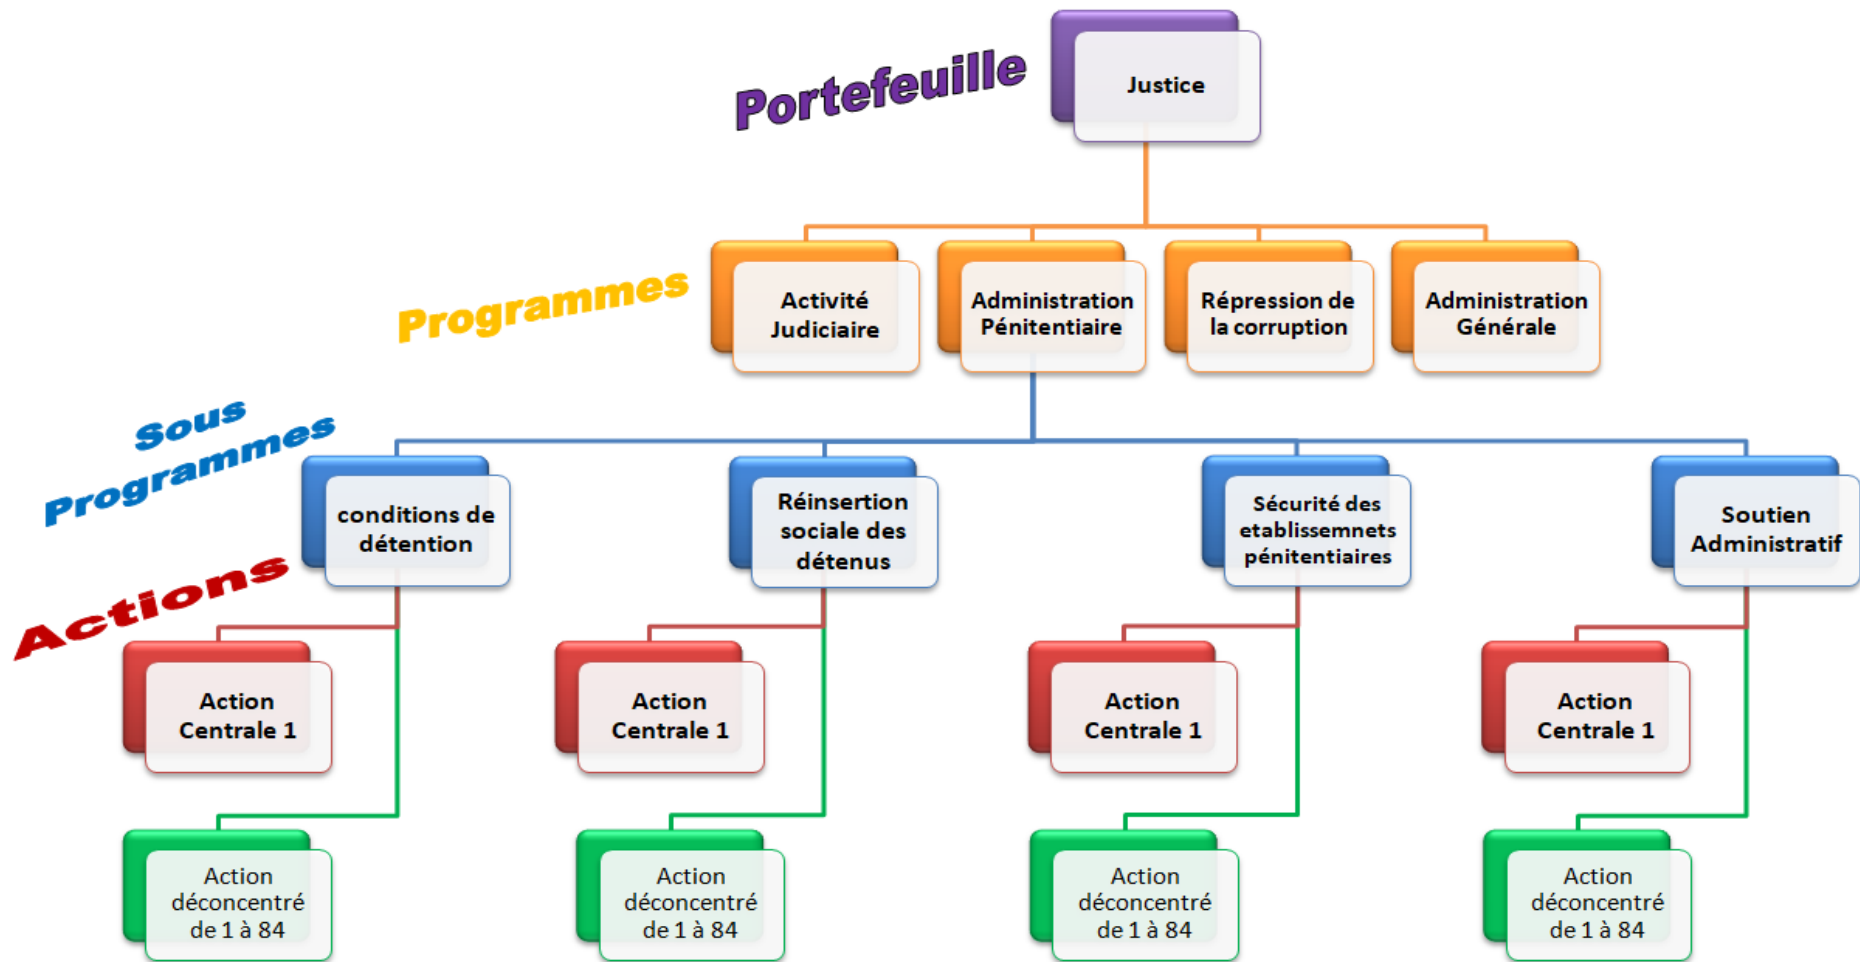 Portefeuille
Justice
Programmes
Activité
Judiciaire
Administration
Pénitentiaire
Répression de
la corruption
Administration
Générale
Sous
Programmes
conditions de
détention
Réinsertion
sociale des
détenus
Sécurité des
etablissemnets
pénitentiaires
Soutien
Administratif
Actions
Action
Centrale 1
Action
Centrale 1
Action
Centrale 1
Action
Centrale 1
Action
déconcentré
de 1 à 84
Action
déconcentré
de 1 à 84
Action
déconcentré
de 1 à 84
Action
déconcentré
de 1 à 84